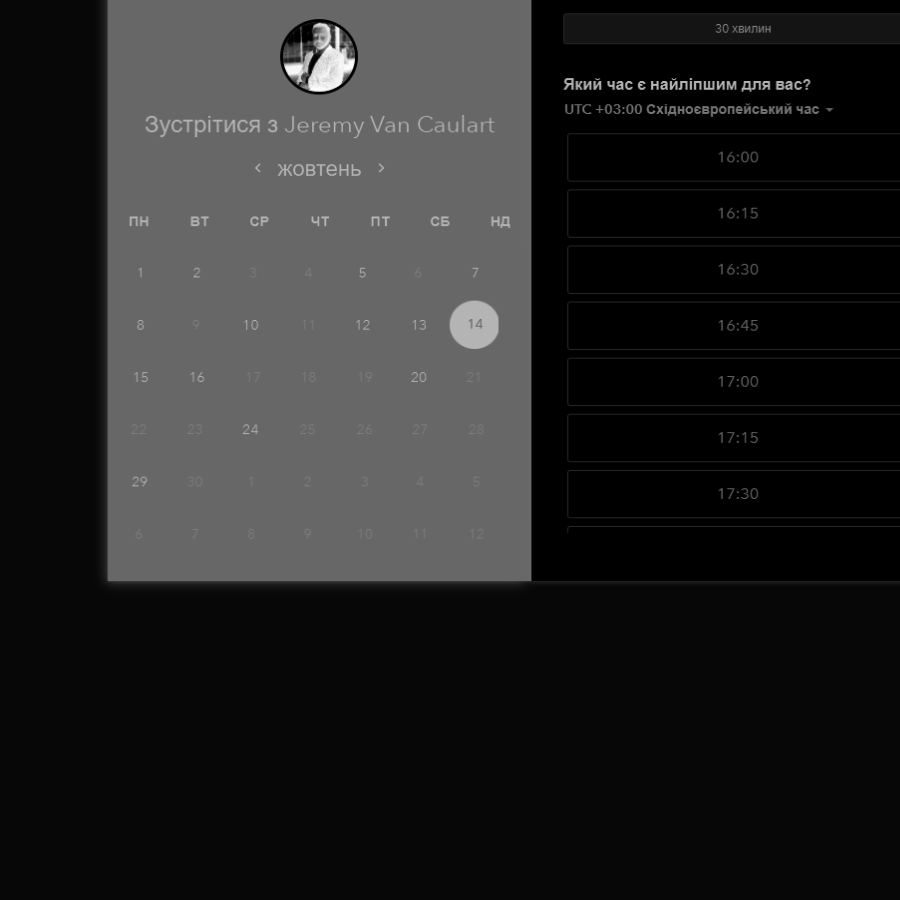 Зустрітися з Jeremy Van Caulart
‹ жовтень ›
ПН ВТ СР ЧТ ПТ СБ НД
1 2 3 4 5 6 7
8 9 10 11 12 13 14
15 16 17 18 19 20 21
22 23 24 25 26 27 28
29 30 1 2 3 4 5
6 7 8 9 10 11 12
30 хвилин
Який час є найліпшим для вас?
UTC +03:00 Східноєвропейський час
16:00
16:15
16:30
16:45
17:00
17:15
17:30